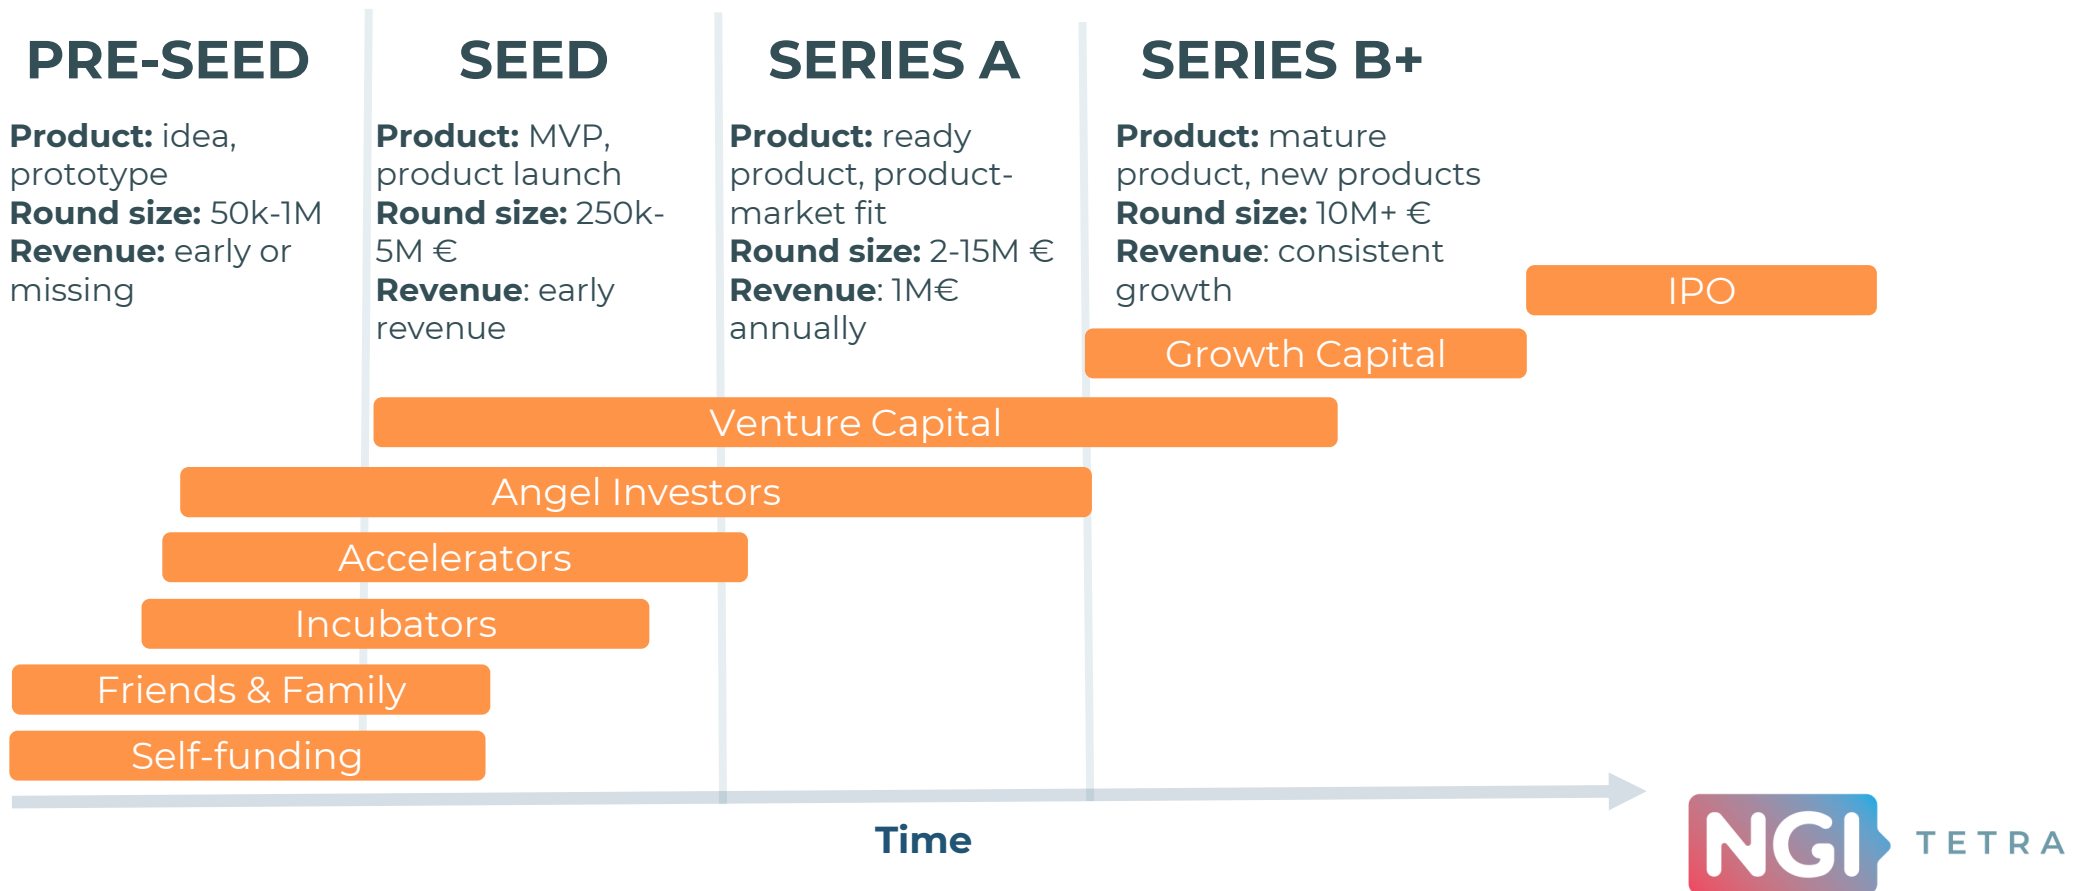 PRE-SEED
Product: idea,
prototype
Round size: 50k-1M
Revenue: early or
missing
SEED
Product: MVP,
product launch
Round size: 250k-
5M €
Revenue: early
revenue
SERIES A
Product: ready
product, product-
market fit
Round size: 2-15M €
Revenue: 1M€
annually
SERIES B+
Product: mature
product, new products
Round size: 10M+ €
Revenue: consistent
growth
IPO
Growth Capital
Venture Capital
Angel Investors
Accelerators
Incubators
Friends & Family
Self-funding
Time
NGI TETRA